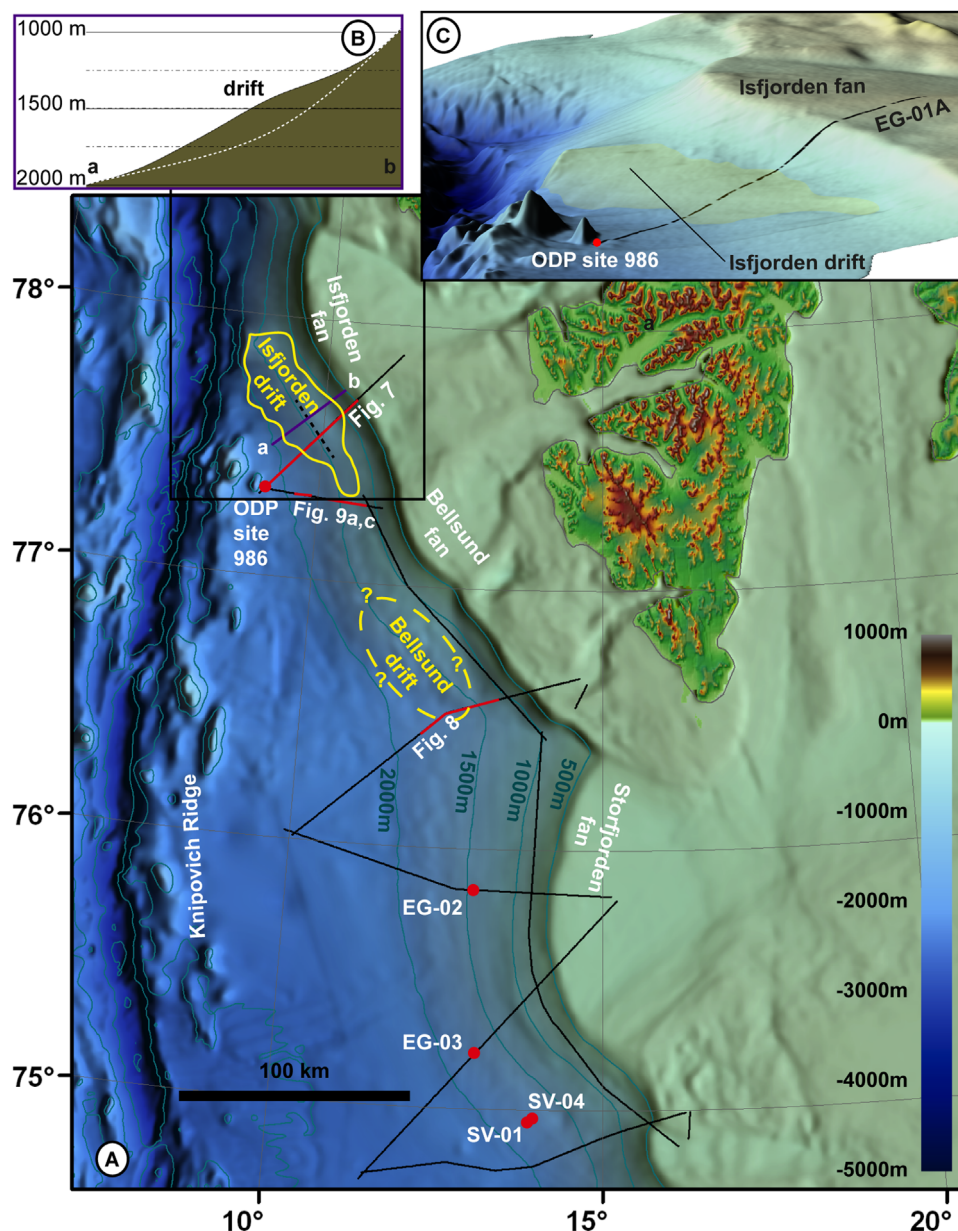 1000 m
B
drift
1500 m
a
b
2000 m
C
Isfjorden fan
EG-01A
ODP site 986
Isfjorden drift
78°
77°
76°
75°
Isfjorden
fan
Isfjorden
drift
b
a
Fig. 7
a
ODP
site
986
Fig. 9a,c
Bellsund
fan
?
Bellsund
drift
?
?
Fig. 8
2000m
1500m
1000m
500m
Storfjorden
fan
Knipovich Ridge
EG-02
EG-03
100 km
SV-04
SV-01
A
1000m
0m
-1000m
-2000m
-3000m
-4000m
-5000m
10°
15°
20°